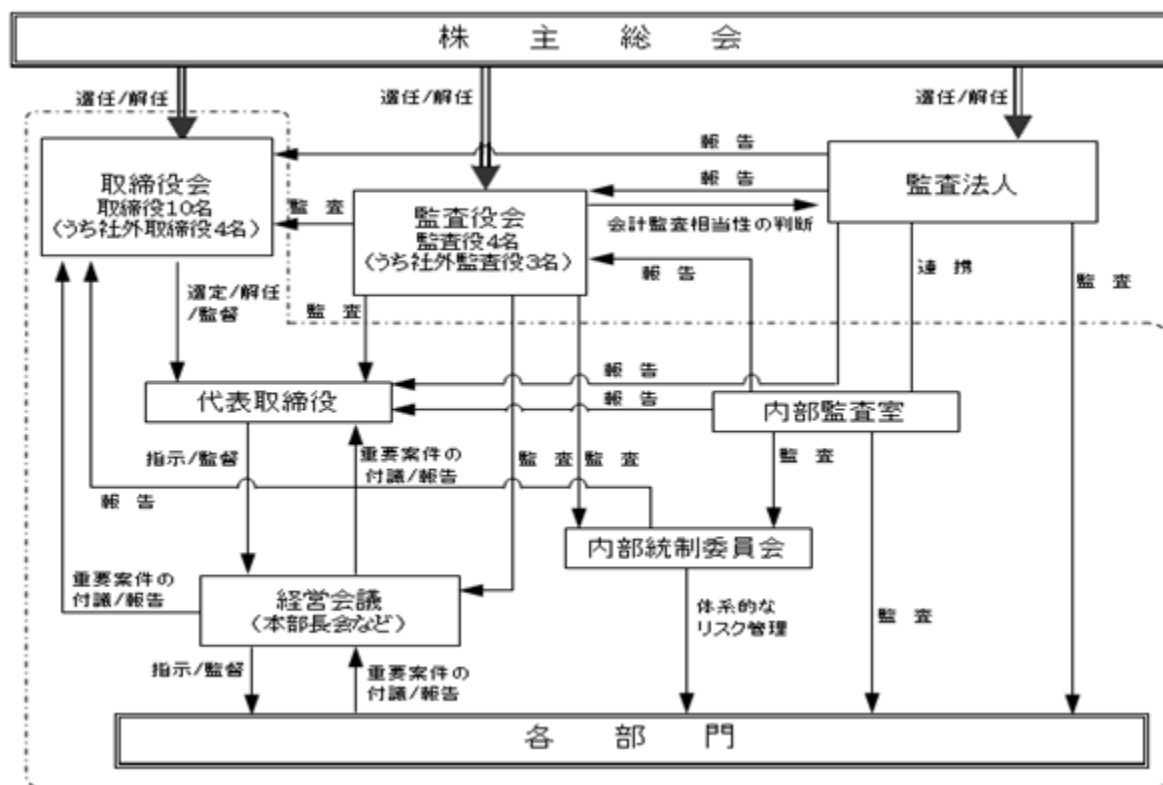 株主総会
選任/解任
選任/解任
選任/解任
取締役会
取締役10名
(うち社外取締役4名)
報告
監査法人
監査
監査役会
監査役4名
(うち社外監査役3名)
報告
会計監査相当性の判断
報告
連携
監査
選定/解任
/監督
監査
代表取締役
報告
報告
内部監査室
指示/監督
重要案件の
付議/報告
監査
監査
監査
報告
内部統制委員会
重要案件の
付議/報告
経営会議
(本部長会など)
体系的な
リスク管理
監査
指示/監督
重要案件の
付議/報告
各部門